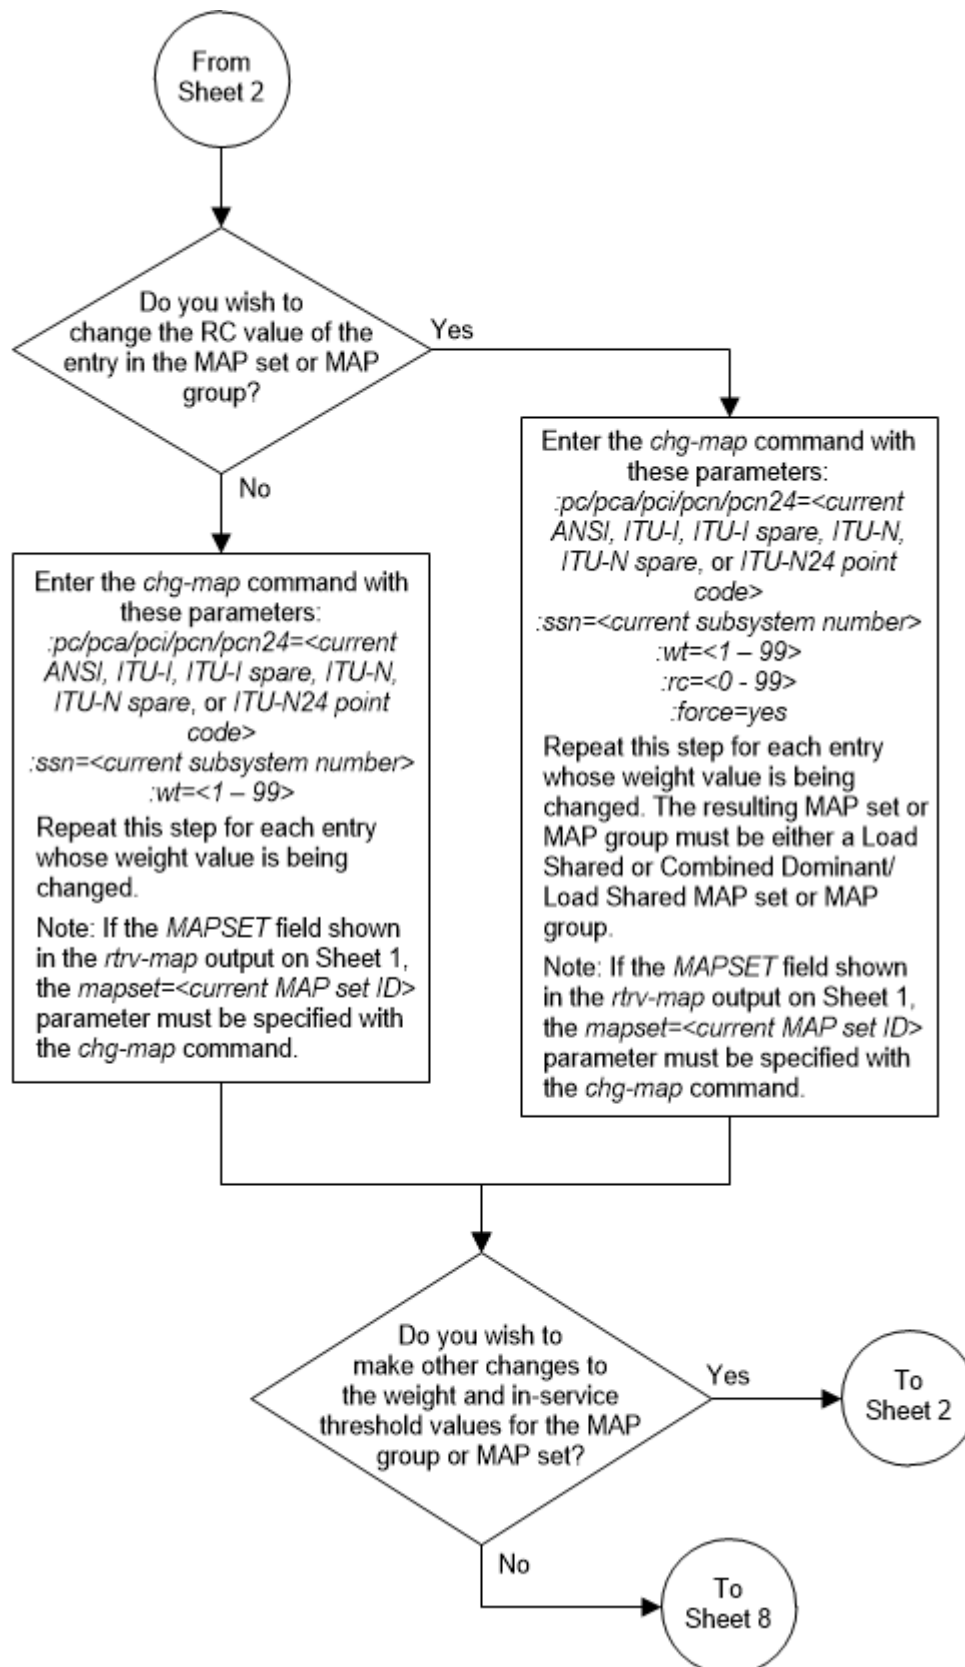 From
Sheet 2
Do you wish to
change the RC value of the
entry in the MAP set or MAP
group?
Yes
No
Enter the chg-map command with
these parameters:
:pc/pca/pci/pcn/pcn24=<current
ANSI, ITU-I, ITU-I spare, ITU-N,
ITU-N spare, or ITU-N24 point
code>
:ssn=<current subsystem number>
:wt=<1 – 99>
:rc=<0 - 99>
:force=yes
Repeat this step for each entry
whose weight value is being
changed. The resulting MAP set or
MAP group must be either a Load
Shared or Combined Dominant/
Load Shared MAP set or MAP
group.
Note: If the MAPSET field shown
in the rtrv-map output on Sheet 1,
the mapset=<current MAP set ID>
parameter must be specified with
the chg-map command.
Enter the chg-map command with
these parameters:
:pc/pca/pci/pcn/pcn24=<current
ANSI, ITU-I, ITU-I spare, ITU-N,
ITU-N spare, or ITU-N24 point
code>
:ssn=<current subsystem number>
:wt=<1 – 99>
Repeat this step for each entry
whose weight value is being
changed.
Note: If the MAPSET field shown
in the rtrv-map output on Sheet 1,
the mapset=<current MAP set ID>
parameter must be specified with
the chg-map command.
Do you wish to
make other changes to
the weight and in-service
threshold values for the MAP
group or MAP set?
Yes
To
Sheet 2
No
To
Sheet 8